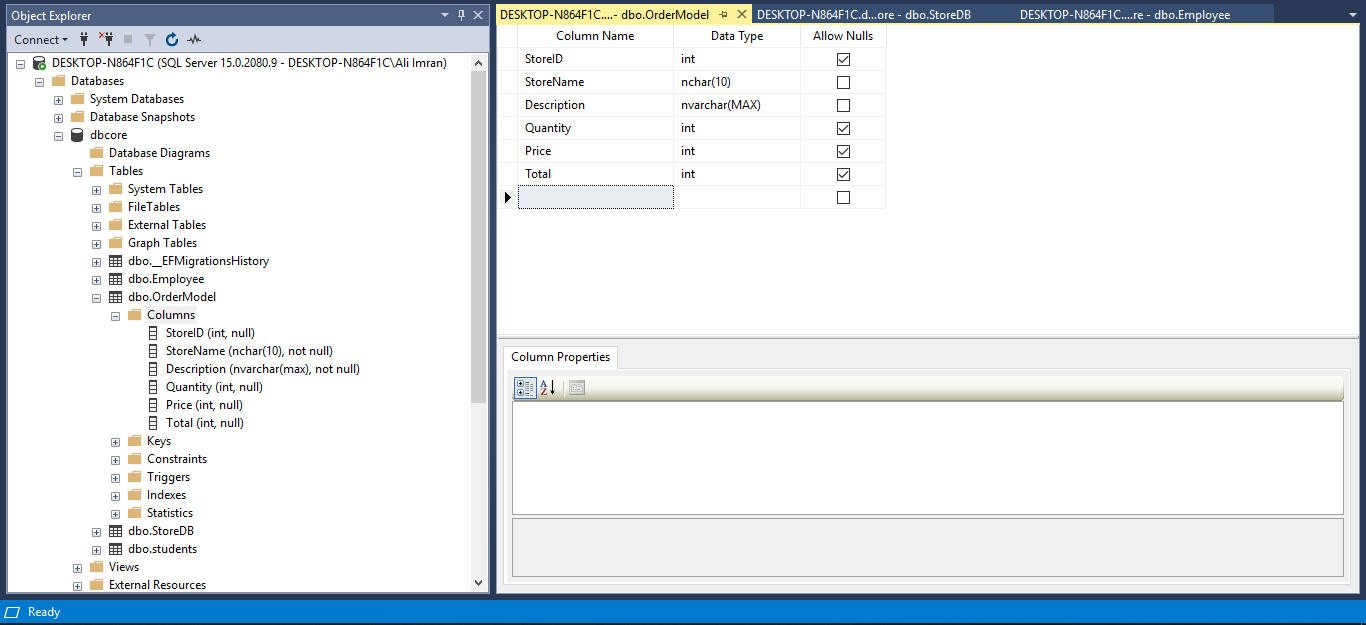 Object Explorer
Connect
DESKTOP-N864F1C (SQL Server 15.0.2080.9 - DESKTOP-N864F1C\Ali Imran)
Databases
System Databases
Database Snapshots
dbcore
Database Diagrams
Tables
System Tables
FileTables
External Tables
Graph Tables
dbo.__EFMigrationsHistory
dbo.Employee
dbo.OrderModel
Columns
StoreID (int, null)
StoreName (nchar(10), not null)
Description (nvarchar(max), not null)
Quantity (int, null)
Price (int, null)
Total (int, null)
Keys
Constraints
Triggers
Indexes
Statistics
dbo.StoreDB
dbo.students
Views
External Resources
DESKTOP-N864F1C....- dbo.OrderModel DESKTOP-N864F1C.d...ore - dbo.StoreDB DESKTOP-N864F1C....re - dbo.Employee
Column Name Data Type Allow Nulls
StoreID int
StoreName nchar(10)
Description nvarchar(MAX)
Quantity int
Price int
Total int
Column Properties
A
Z
Ready